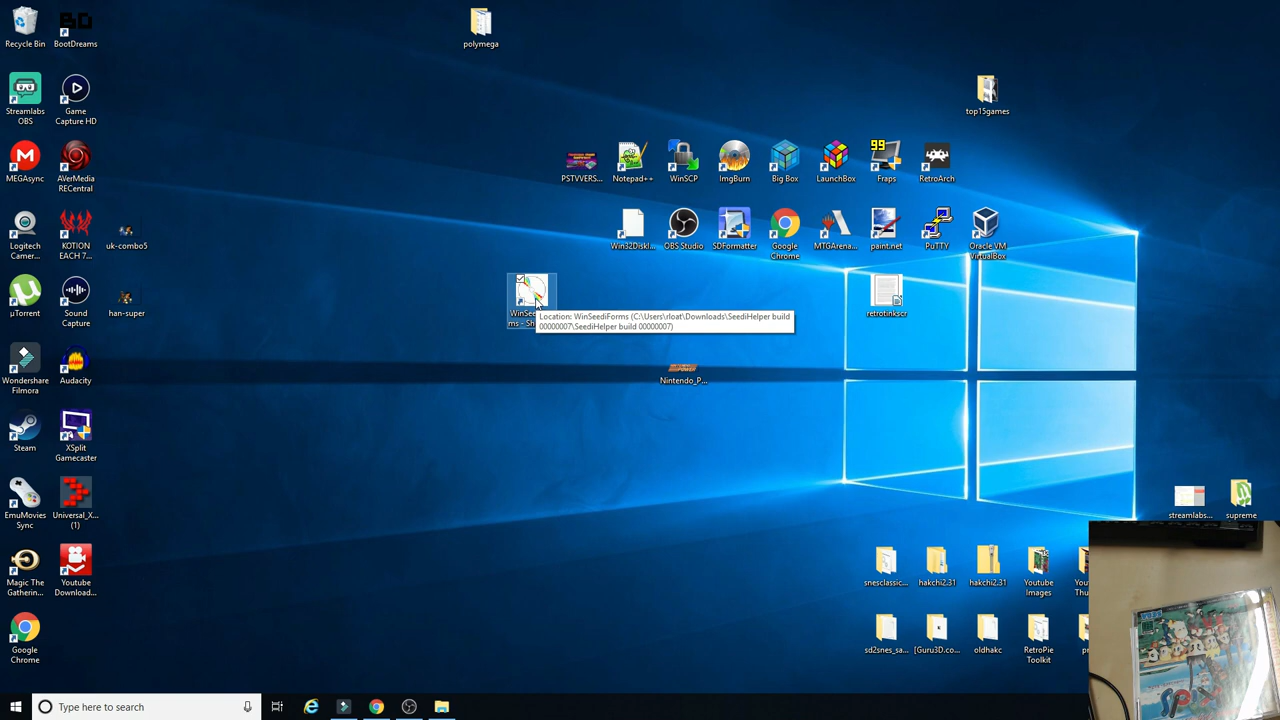 Recycle Bin
BootDreams
polymega
Streamlabs
OBS
Game
Capture HD
top15games
MEGAsync
AVerMedia
RECentral
PSTVVERS...
Notepad++
WinSCP
ImgBurn
Big Box
LaunchBox
99
Fraps
RetroArch
Logitech
Camer...
KOTION
EACH 7...
uk-combo5
Win32DiskI...
OBS Studio
SDFormatter
Google
Chrome
MTGArena...
paint.net
PuTTY
Oracle VM
VirtualBox
µTorrent
Sound
Capture
han-super
WinSee
ms - Sh
Location: WinSeediForms (C:\Users\rloat\Downloads\SeediHelper build
00000007\SeediHelper build 00000007)
retrotinkscr
Wondershare
Filmora
Audacity
Nintendo_P...
Steam
XSplit
Gamecaster
EmuMovies
Sync
Universal_X...
(1)
streamlabs...
supreme
Magic The
Gatherin...
Youtube
Download...
snesclassic...
hakchi2.31
hakchi2.31
Youtube
Images
You
Thu
Google
Chrome
sd2snes_sa...
[Guru3D.co...
oldhakc
RetroPie
Toolkit
pr
Type here to search